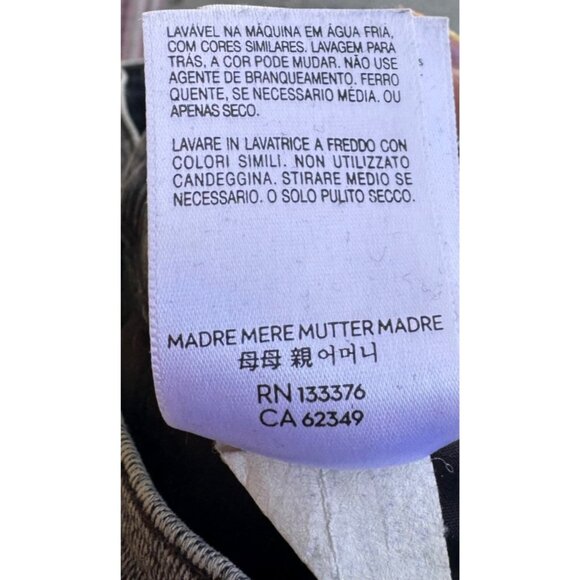 LAVÁVEL NA MÁQUINA EM ÁGUA FRIA,
COM CORES SIMILARES. LAVAGEM PARA
TRÁS, A COR PODE MUDAR. NÃO USE
AGENTE DE BRANQUEAMENTO. FERRO
QUENTE, SE NECESSARIO MÉDIA. OU
APENAS SECO.
LAVARE IN LAVATRICE A FREDDO CON
COLORI SIMILI. NON UTILIZZATO
CANDEGGINA. STIRARE MEDIO SE
NECESSARIO. O SOLO PULITO SECCO.
MADRE MERE MUTTER MADRE
母母 親 어머니
RN 133376
CA 62349